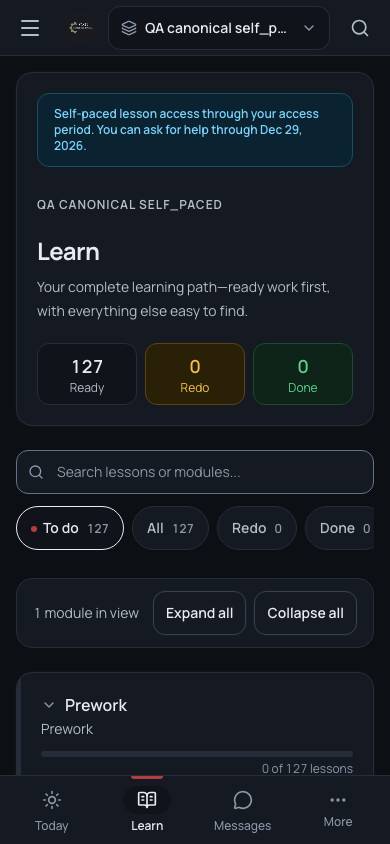 QA canonical self_p...
Self-paced lesson access through your access
period. You can ask for help through Dec 29,
2026.
QA CANONICAL SELF_PACED
Learn
Your complete learning path—ready work first,
with everything else easy to find.
127 0 0
Ready Redo Done
Search lessons or modules...
To do 127 All 127 Redo 0 Done 0
1 module in view Expand all Collapse all
Prework
Prework
0 of 127 lessons
Today Learn Messages More